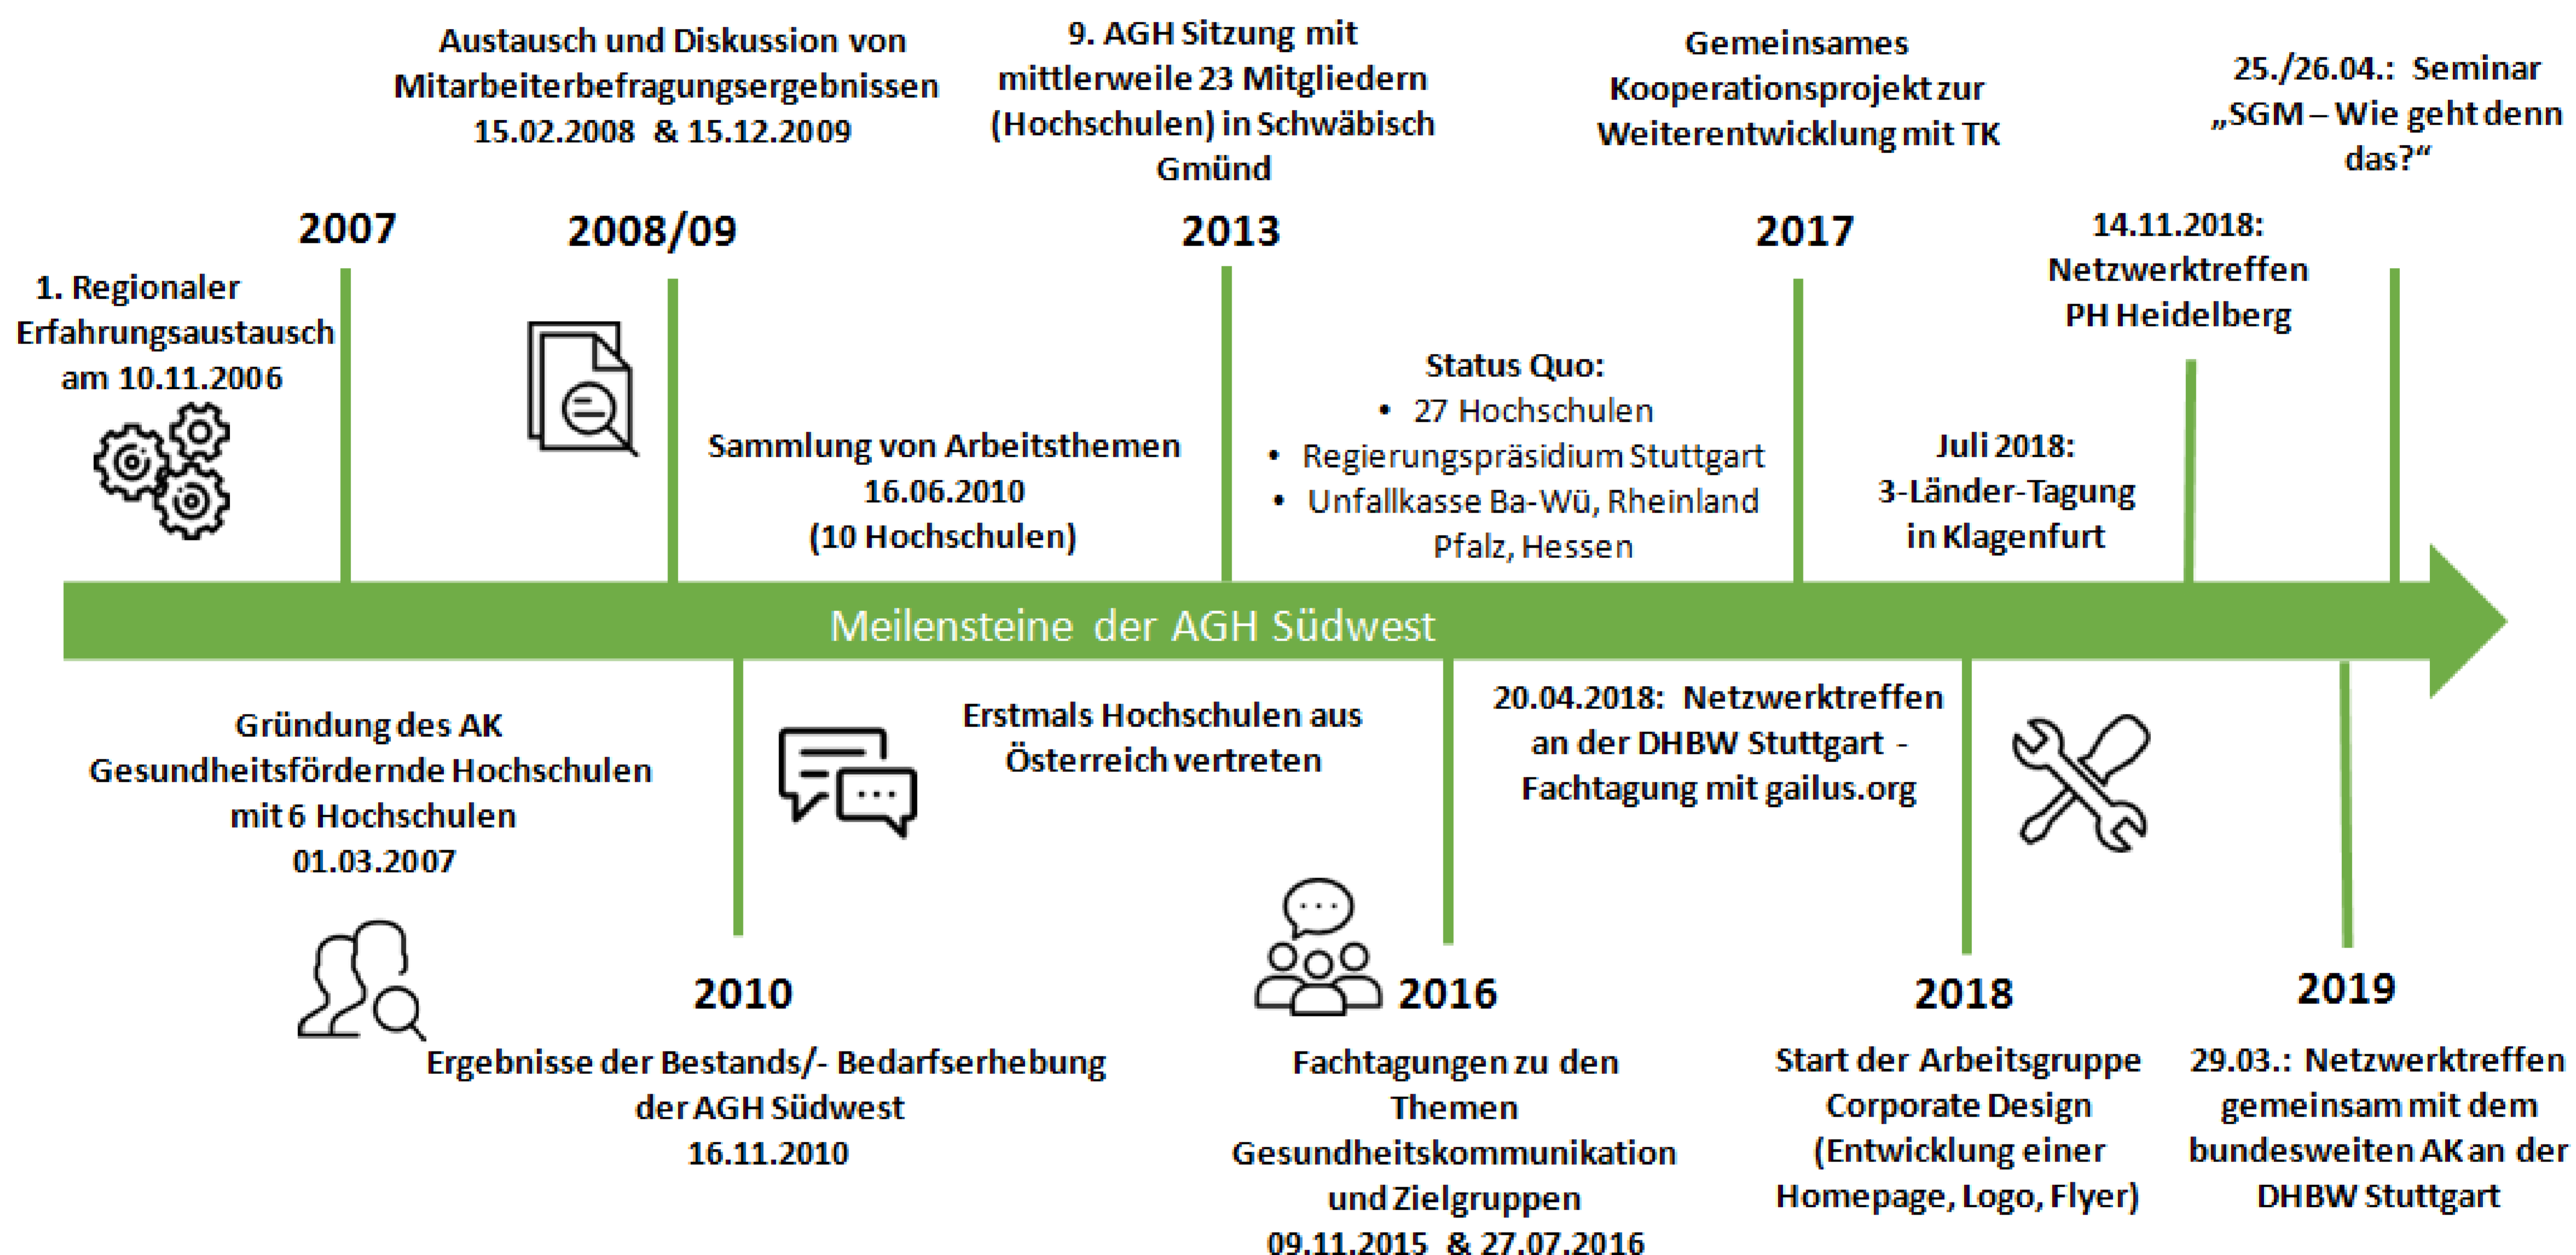 Austausch und Diskussion von
Mitarbeiterbefragungsergebnissen
15.02.2008 & 15.12.2009
9. AGH Sitzung mit
mittlerweile 23 Mitgliedern
(Hochschulen) in Schwäbisch
Gmünd
Gemeinsames
Kooperationsprojekt zur
Weiterentwicklung mit TK
25./26.04.: Seminar
„SGM – Wie geht denn
das?“
2007
2008/09
2013
2017
14.11.2018:
Netzwerktreffen
PH Heidelberg
1. Regionaler
Erfahrungsaustausch
am 10.11.2006
Sammlung von Arbeitsthemen
16.06.2010
(10 Hochschulen)
Status Quo:
• 27 Hochschulen
• Regierungspräsidium Stuttgart
• Unfallkasse Ba-Wü, Rheinland
Pfalz, Hessen
Juli 2018:
3-Länder-Tagung
in Klagenfurt
Meilensteine der AGH Südwest
Gründung des AK
Gesundheitsfördernde Hochschulen
mit 6 Hochschulen
01.03.2007
Erstmals Hochschulen aus
Österreich vertreten
20.04.2018: Netzwerktreffen
an der DHBW Stuttgart -
Fachtagung mit gailus.org
2010
Ergebnisse der Bestands/- Bedarfserhebung
der AGH Südwest
16.11.2010
2016
Fachtagungen zu den
Themen
Gesundheitskommunikation
und Zielgruppen
09.11.2015 & 27.07.2016
2018
Start der Arbeitsgruppe
Corporate Design
(Entwicklung einer
Homepage, Logo, Flyer)
2019
29.03.: Netzwerktreffen
gemeinsam mit dem
bundesweiten AK an der
DHBW Stuttgart